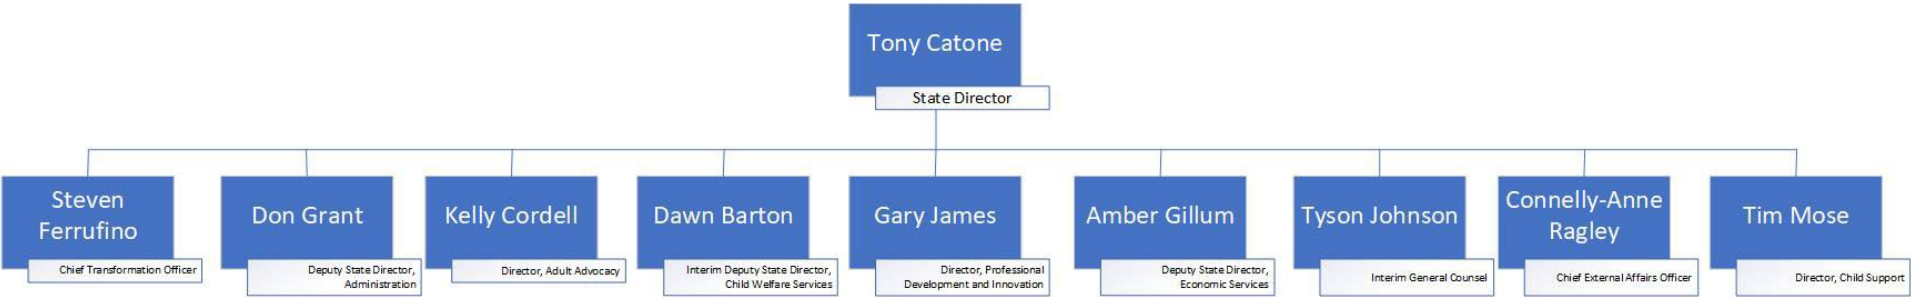 Tony Catone
State Director
Steven
Ferrufino
Chief Transformation Officer
Don Grant
Deputy State Director,
Administration
Kelly Cordell
Director, Adult Advocacy
Dawn Barton
Interim Deputy State Director,
Child Welfare Services
Gary James
Director, Professional
Development and Innovation
Amber Gillum
Deputy State Director,
Economic Services
Tyson Johnson
Interim General Counsel
Connelly-Anne
Ragley
Chief External Affairs Officer
Tim Mose
Director, Child Support